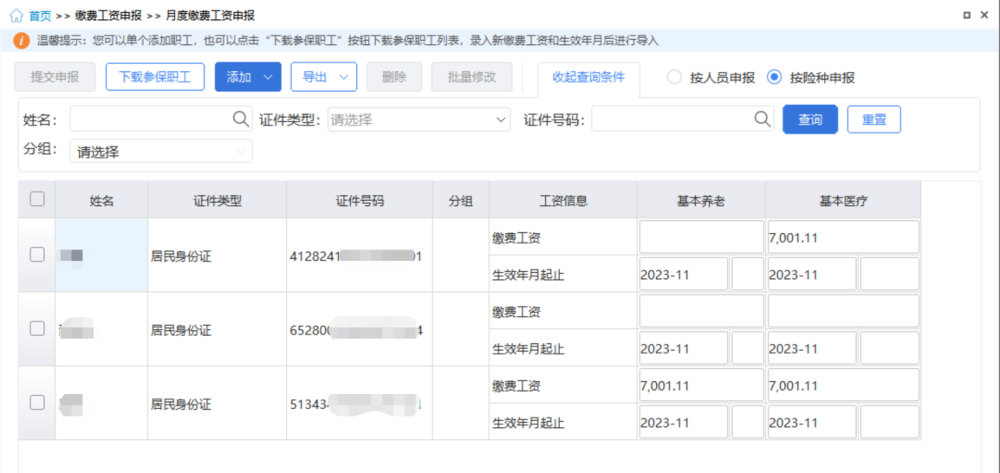 首页 >> 缴费工资申报 >> 月度缴费工资申报
温馨提示：您可以单个添加职工，也可以点击“下载参保职工”按钮下载参保职工列表，录入新缴费工资和生效年月后进行导入
提交申报 下载参保职工 添加 导出 删除 批量修改 收起查询条件 按人员申报 按险种申报
姓名： 证件类型： 请选择 证件号码： 查询 重置
分组： 请选择
姓名 证件类型 证件号码 分组 工资信息 基本养老 基本医疗
缴费工资 7,001.11
居民身份证 4128241 01
生效年月起止 2023-11 2023-11
缴费工资
居民身份证 65280 4
生效年月起止 2023-11 2023-11
缴费工资 7,001.11 7,001.11
居民身份证 51343
生效年月起止 2023-11 2023-11